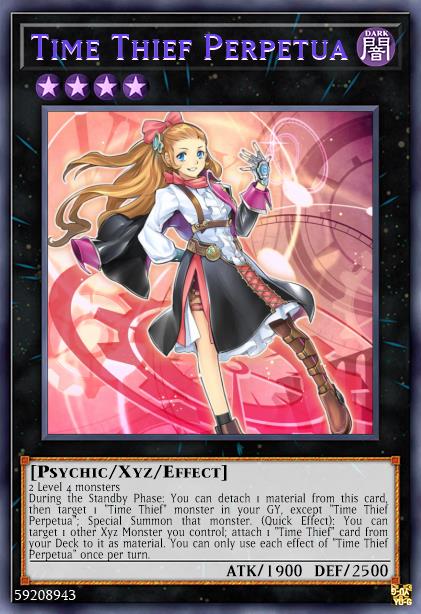 Time Thief Perpetua
DARK
闇
[Psychic/Xyz/Effect]
2 Level 4 monsters
During the Standby Phase: You can detach 1 material from this card,
then target 1 "Time Thief" monster in your GY, except "Time Thief
Perpetua"; Special Summon that monster. (Quick Effect): You can
target 1 other Xyz Monster you control; attach 1 "Time Thief" card from
your Deck to it as material. You can only use each effect of "Time Thief
Perpetua" once per turn.
ATK/1900 DEF/2500
59208943